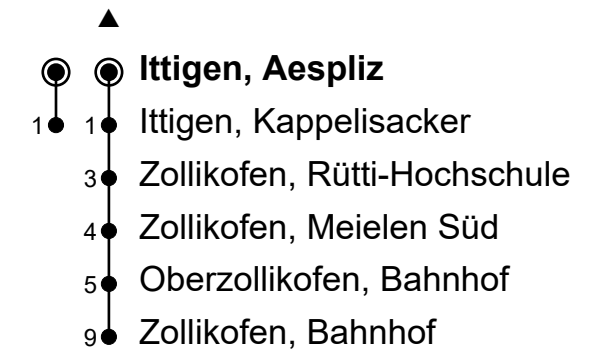 Ittigen, Aespliz
1 1 Ittigen, Kappelisacker
3 Zollikofen, Rütti-Hochschule
4 Zollikofen, Meielen Süd
5 Oberzollikofen, Bahnhof
9 Zollikofen, Bahnhof